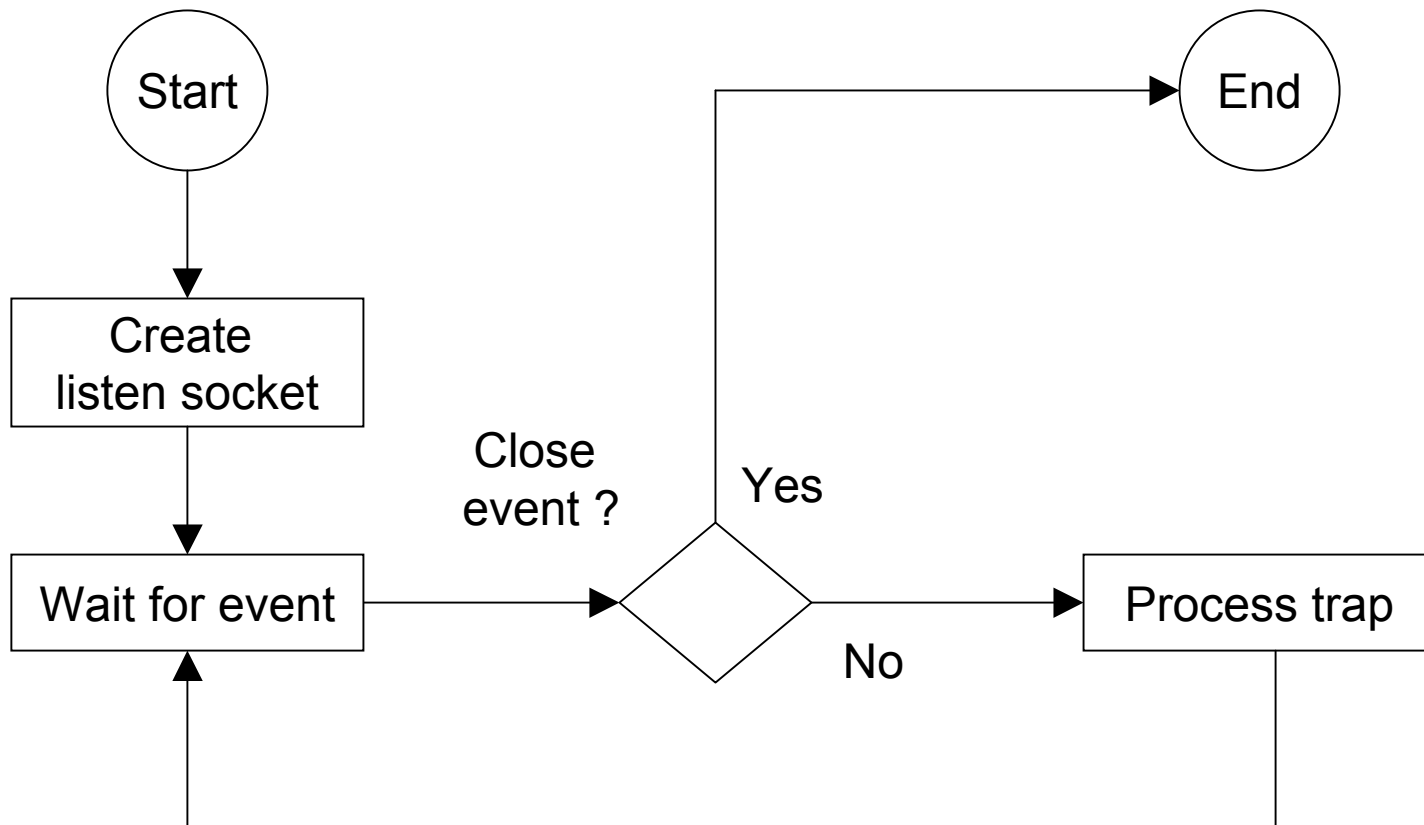 Start
End
Create
listen socket
Close
event ?
Yes
Wait for event
Process trap
No